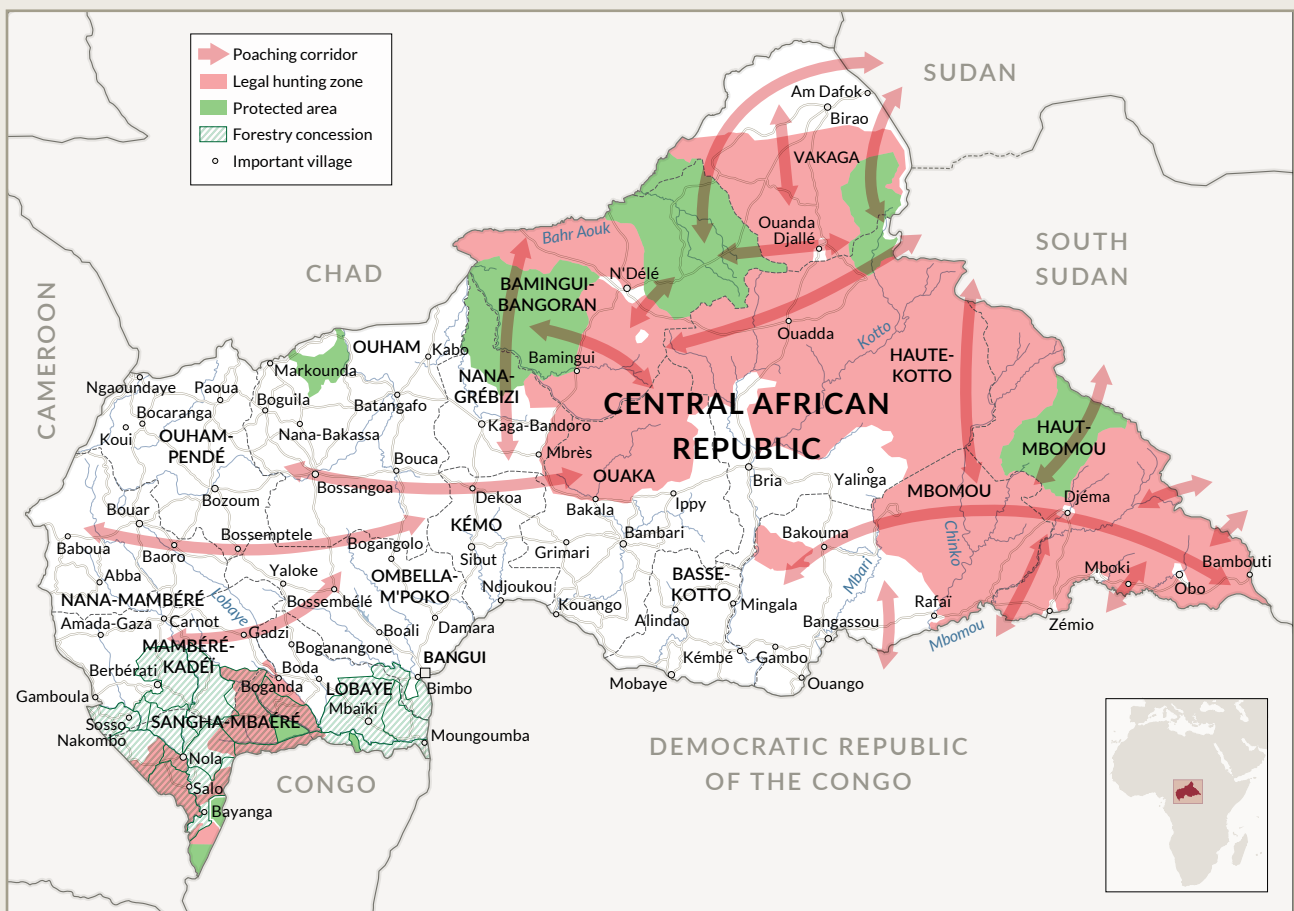 Poaching corridor
Legal hunting zone
Protected area
Forestry concession
Important village
SUDAN
Am Dafok
Birao
VAKAGA
Ouanda
Djallé
Bahr Aouk
SOUTH
SUDAN
CHAD
N'Délé
BAMINGUI-
BANGORAN
CAMEROON
Ouadda
Kotto
OUHAM
Kabo
Bamingui
HAUTE-
KOTTO
Markounda
NANA-
GRÉBIZI
Ngaoundaye
Paoua
Boguila
Batangafo
CENTRAL AFRICAN
REPUBLIC
Bocaranga
Koui
OUHAM-
PENDÉ
Nana-Bakassa
Kaga-Bandoro
HAUT-
MBOMOU
Mbrès
Bouca
OUAKA
Bria
Yalinga
MBOMOU
Bossangoa
Bozoum
Dekoa
Bakala
Ippy
Djéma
Bouar
KÉMO
Bossemptele
Bogangolo
Baboua
Baoro
Sibut
Grimari
Bambari
Bakouma
Chinko
Bambouti
Mboki
Obo
Abba
Yaloke
OMBELLA-
M'POKO
BASSE-
KOTTO
Mbari
NANA-MAMBÉRÉ
Lobaye
Bossembélé
Ndjoukou
Kouango
Mingala
Rafaï
Zémio
Amada-Gaza
Carnot
Gadzi
Boali
Damara
Alindao
Bangassou
Mbomou
MAMBÉRÉ-
KADÉÏ
Boganangone
BANGUI
Kémbé
Gambo
Berbérati
Boda
Boganda
LOBAYE
Bimbo
Mobaye
Ouango
Gamboula
Mbaïki
Sosso
Nakombo
SANGHA-MBAÉRÉ
Moungoumba
DEMOCRATIC REPUBLIC
OF THE CONGO
Nola
CONGO
Salo
Bayanga